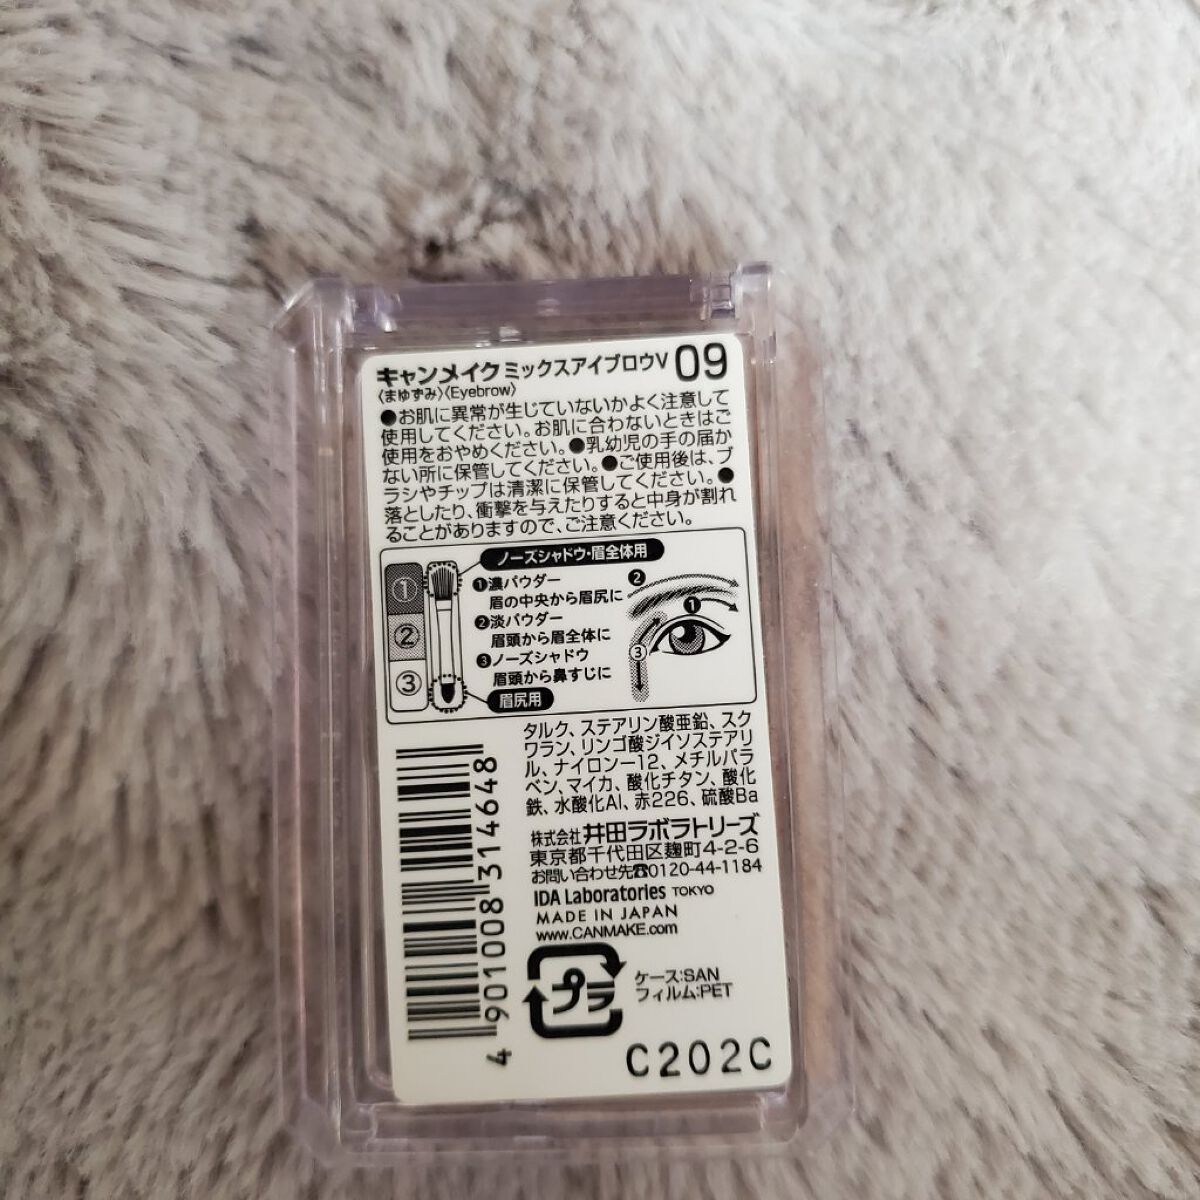 キャンメイクミックスアイブロウV 09
〈まゆずみ〉〈Eyebrow〉
●お肌に異常が生じていないかよく注意して
使用してください。お肌に合わないときはご
使用をおやめください。●乳幼児の手の届か
ない所に保管してください。●ご使用後は、ブ
ラシやチップは清潔に保管してください。●
落としたり、衝撃を与えたりすると中身が割れ
ることがありますので、ご注意ください。
ノーズシャドウ・眉全体用
①
②
③
❶濃パウダー
眉の中央から眉尻に
❷淡パウダー
眉頭から眉全体に
❸ノーズシャドウ
眉頭から鼻すじに
眉尻用
❷
❶
③
タルク、ステアリン酸亜鉛、スク
ワラン、リンゴ酸ジイソステアリ
ル、ナイロン-12、メチルパラ
ベン、マイカ、酸化チタン、酸化
鉄、水酸化Al、赤226、硫酸Ba
株式会社 井田ラボラトリーズ
東京都千代田区麹町4-2-6
お問い合わせ先☎0120-44-1184
IDA Laboratories TOKYO
MADE IN JAPAN
www.CANMAKE.com
プラ
ケース:SAN
フィルム:PET
C202C
4 901008 314648